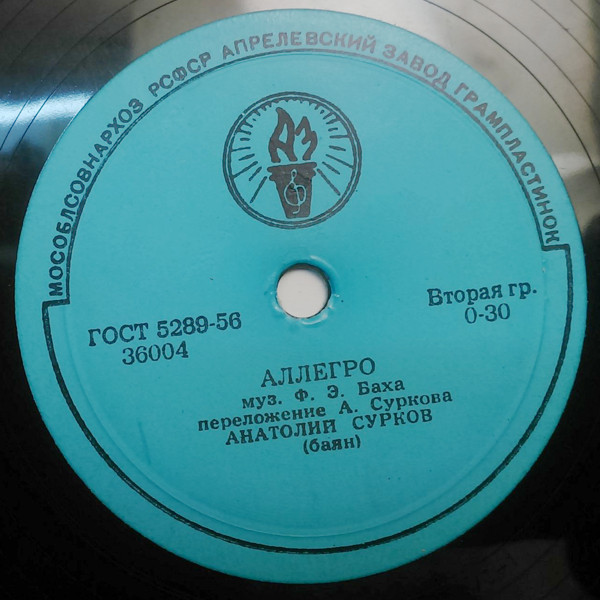 МОСОБЛСОВНАРХОЗ РСФСР АПРЕЛЕВСКИЙ ЗАВОД ГРАМПЛАСТИНОК
АЗ
ГОСТ 5289-56
36004
Вторая гр.
0-30
АЛЛЕГРО
муз. Ф. Э. Баха
переложение А. Суркова
АНАТОЛИЙ СУРКОВ
(баян)